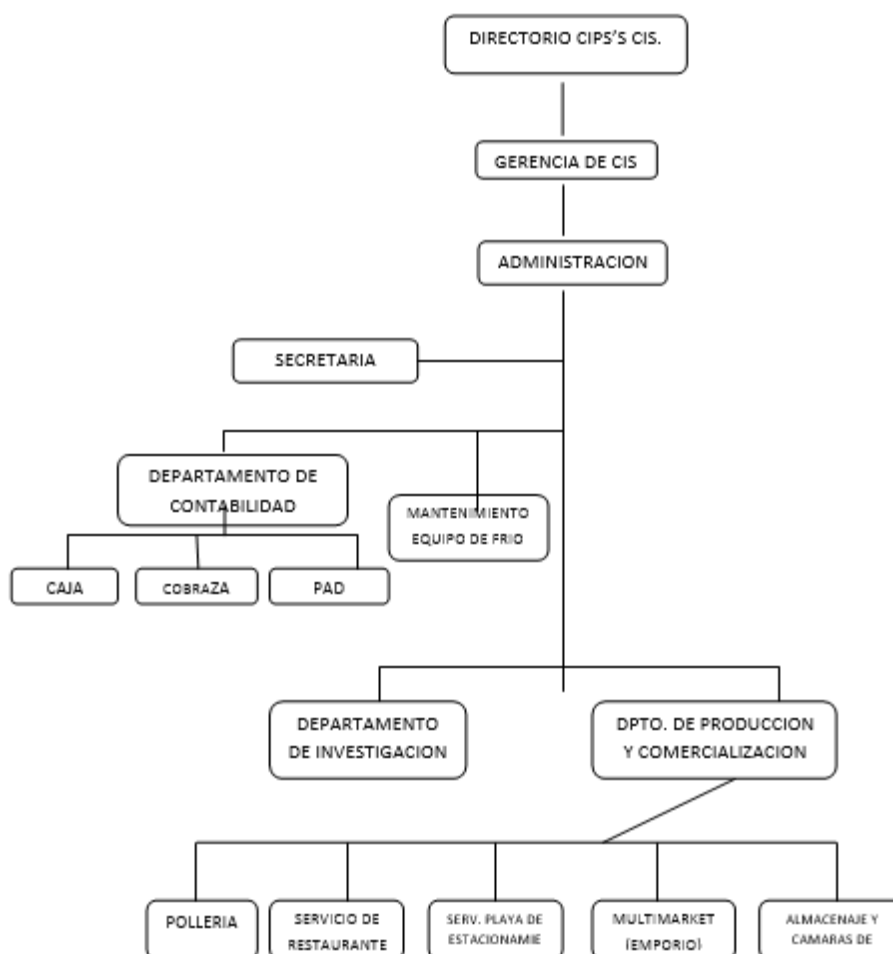 DIRECTORIO CIPS'S CIS.
GERENCIA DE CIS
ADMINISTRACION
SECRETARIA
DEPARTAMENTO DE
CONTABILIDAD
MANTENIMIENTO
EQUIPO DE FRIO
CAJA
COBRAZA
PAD
DEPARTAMENTO
DE INVESTIGACION
DPTO. DE PRODUCCION
Y COMERCIALIZACION
POLLERIA
SERVICIO DE
RESTAURANTE
SERV. PLAYA DE
ESTACIONAMIE
MULTIMARKET
(EMPORIO)
ALMACENAJE Y
CAMARAS DE